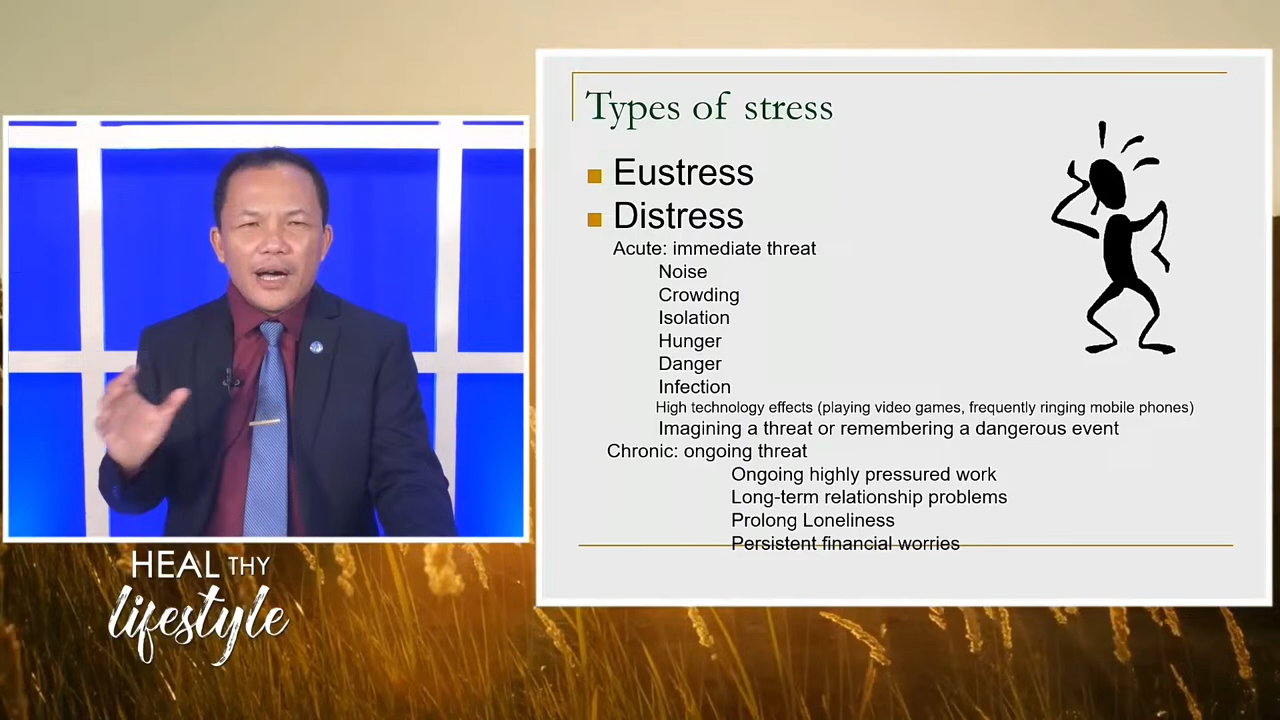 HEAL THY
lifestyle
Types of stress
Eustress
Distress
Acute: immediate threat
Noise
Crowding
Isolation
Hunger
Danger
Infection
High technology effects (playing video games, frequently ringing mobile phones)
Imagining a threat or remembering a dangerous event
Chronic: ongoing threat
Ongoing highly pressured work
Long-term relationship problems
Prolong Loneliness
Persistent financial worries